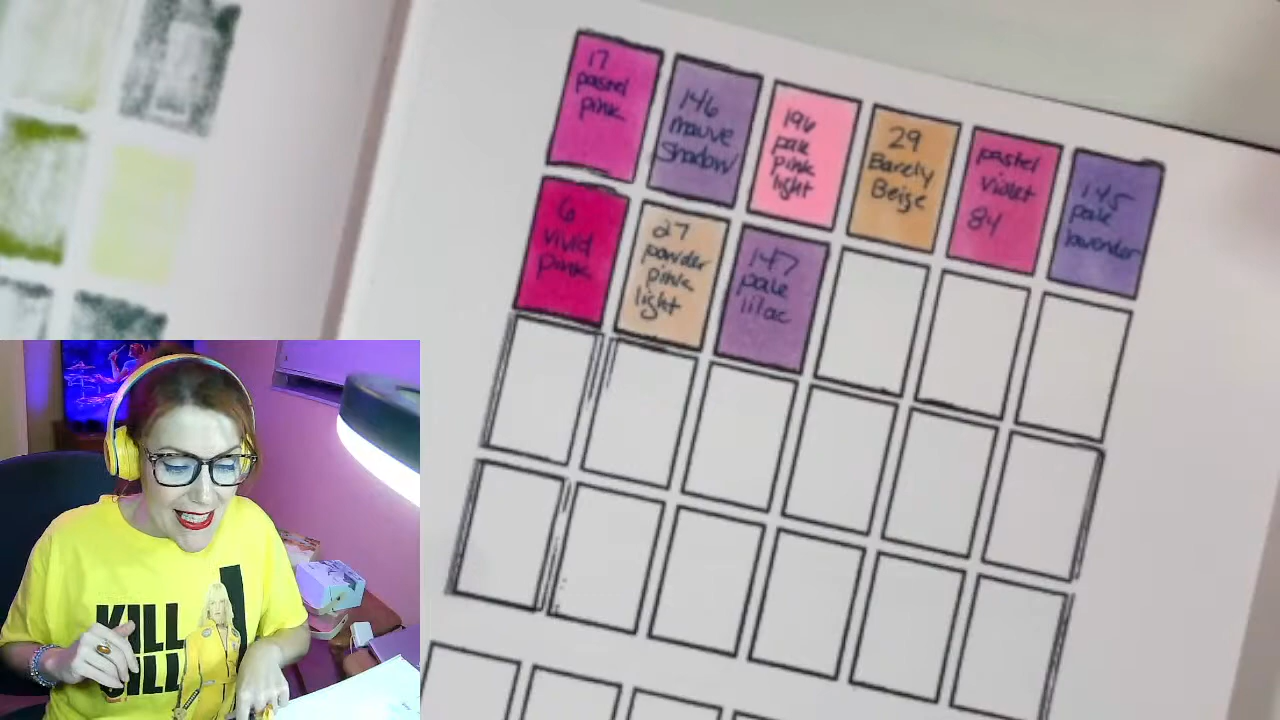 17
pastel
pink
146
mauve
shadow
196
pale
pink
light
29
Barely
Beige
pastel
violet
84
145
pale
lavender
6
vivid
pink
27
powder
pink
light
147
pale
lilac
KILL
BILL